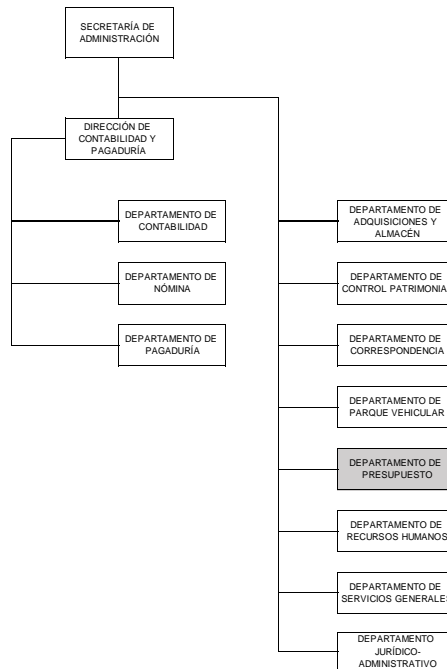 SECRETARÍA DE
ADMINISTRACIÓN
DIRECCIÓN DE
CONTABILIDAD Y
PAGADURÍA
DEPARTAMENTO DE
CONTABILIDAD
DEPARTAMENTO DE
NÓMINA
DEPARTAMENTO DE
PAGADURÍA
DEPARTAMENTO DE
ADQUISICIONES Y
ALMACÉN
DEPARTAMENTO DE
CONTROL PATRIMONIA
DEPARTAMENTO DE
CORRESPONDENCIA
DEPARTAMENTO DE
PARQUE VEHICULAR
DEPARTAMENTO DE
PRESUPUESTO
DEPARTAMENTO DE
RECURSOS HUMANOS
DEPARTAMENTO DE
SERVICIOS GENERALES
DEPARTAMENTO
JURÍDICO-
ADMINISTRATIVO